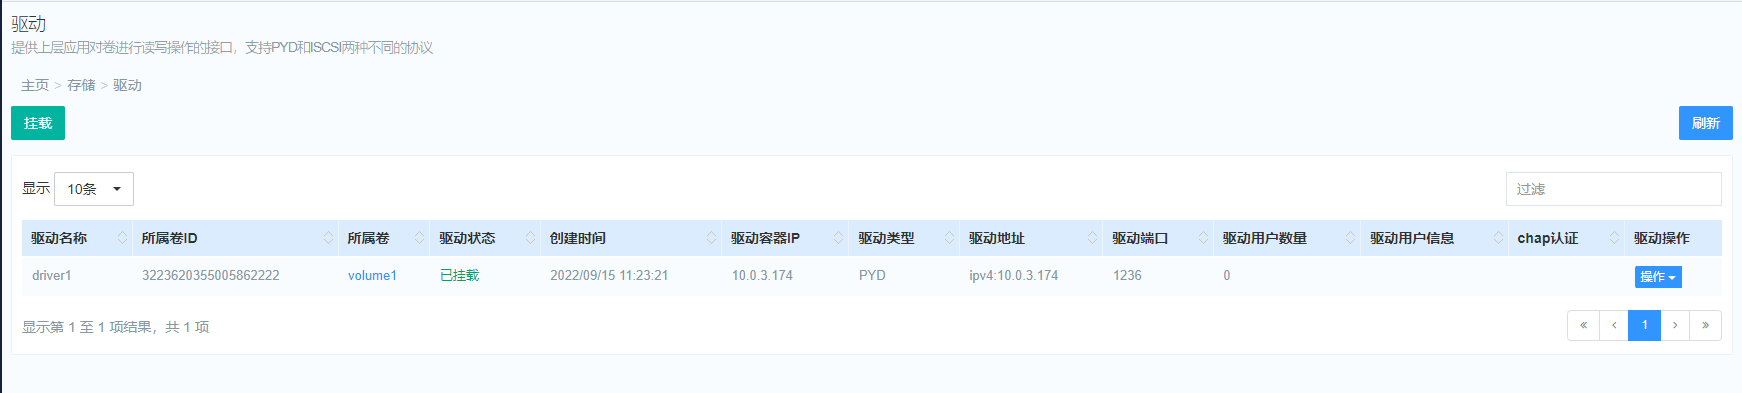 驱动
提供上层应用对卷进行读写操作的接口，支持PYD和ISCSI两种不同的协议
主页 > 存储 > 驱动
挂载 刷新
显示 10条 过滤
驱动名称 所属卷ID 所属卷 驱动状态 创建时间 驱动容器IP 驱动类型 驱动地址 驱动端口 驱动用户数量 驱动用户信息 chap认证 驱动操作
driver1 3223620355005862222 volume1 已挂载 2022/09/15 11:23:21 10.0.3.174 PYD ipv4:10.0.3.174 1236 0 操作
显示第 1 至 1 项结果，共 1 项 « ‹ 1 › »